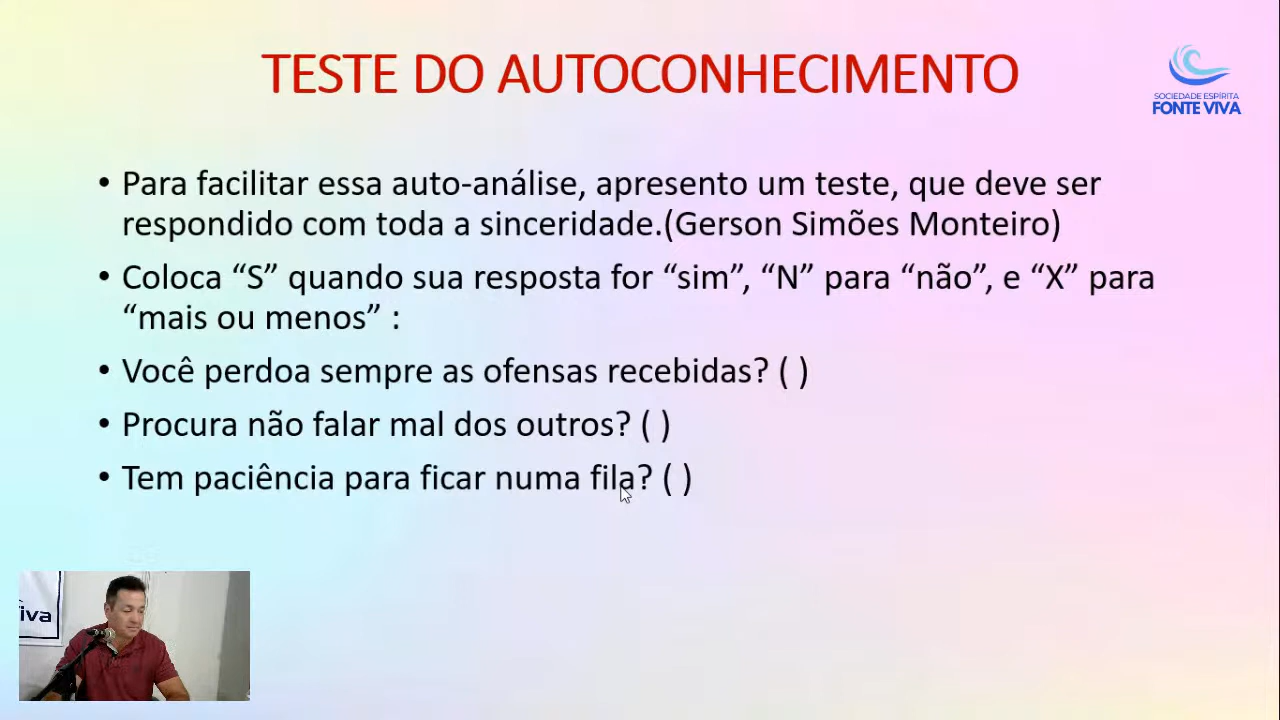 TESTE DO AUTOCONHECIMENTO
SOCIEDADE ESPÍRITA
FONTE VIVA
• Para facilitar essa auto-análise, apresento um teste, que deve ser
respondido com toda a sinceridade.(Gerson Simões Monteiro)
• Coloca “S” quando sua resposta for “sim”, “N” para “não”, e “X” para
“mais ou menos” :
• Você perdoa sempre as ofensas recebidas? ( )
• Procura não falar mal dos outros? ( )
• Tem paciência para ficar numa fila? ( )
iva